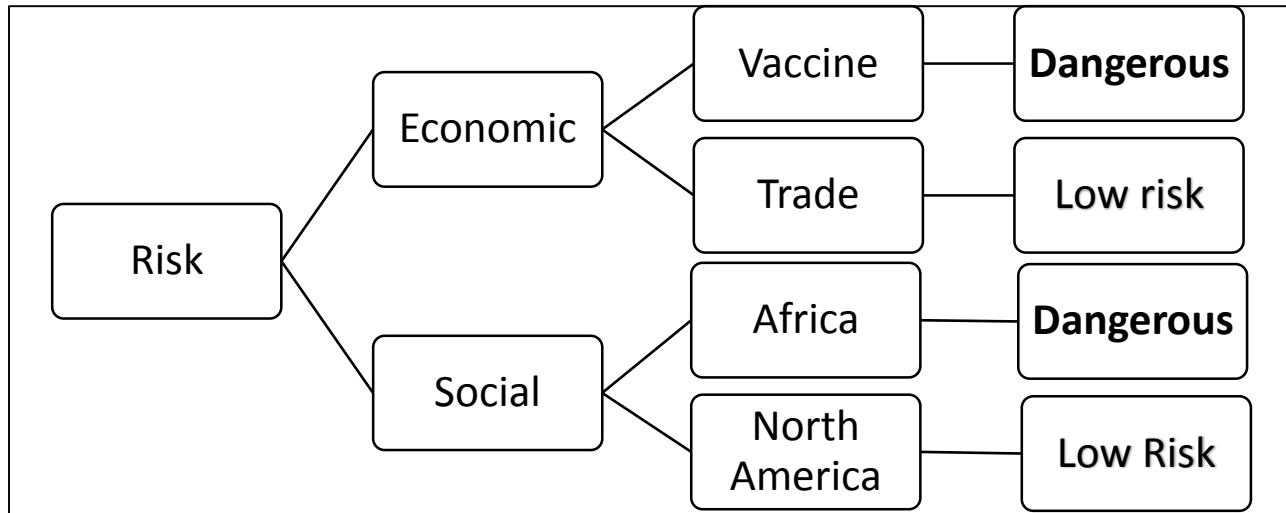 Risk
Economic
Vaccine
Dangerous
Trade
Low risk
Social
Africa
Dangerous
North
America
Low Risk